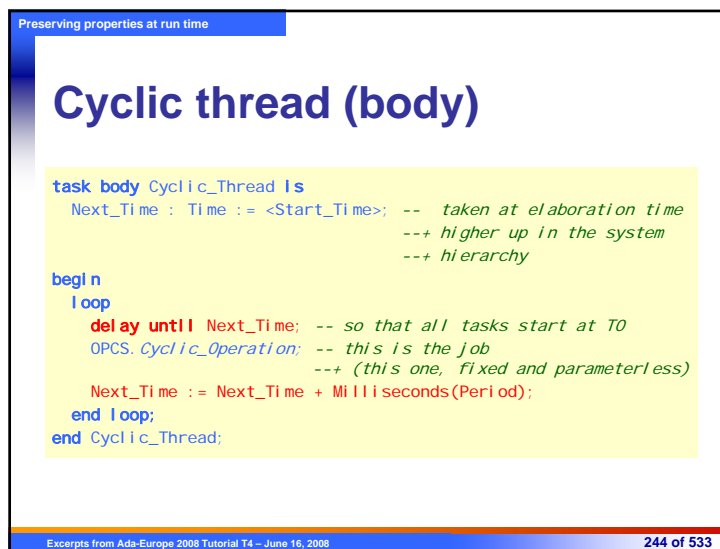 Preserving properties at run time
Cyclic thread (body)
task body Cyclic_Thread is
Next_Time : Time := <Start_Time>; -- taken at elaboration time
--+ higher up in the system
--+ hierarchy
begin
loop
delay until Next_Time; -- so that all tasks start at T0
OPCS.Cyclic_Operation; -- this is the job
--+ (this one, fixed and parameterless)
Next_Time := Next_Time + Milliseconds(Period);
end loop;
end Cyclic_Thread;
Excerpts from Ada-Europe 2008 Tutorial T4 – June 16, 2008
244 of 533